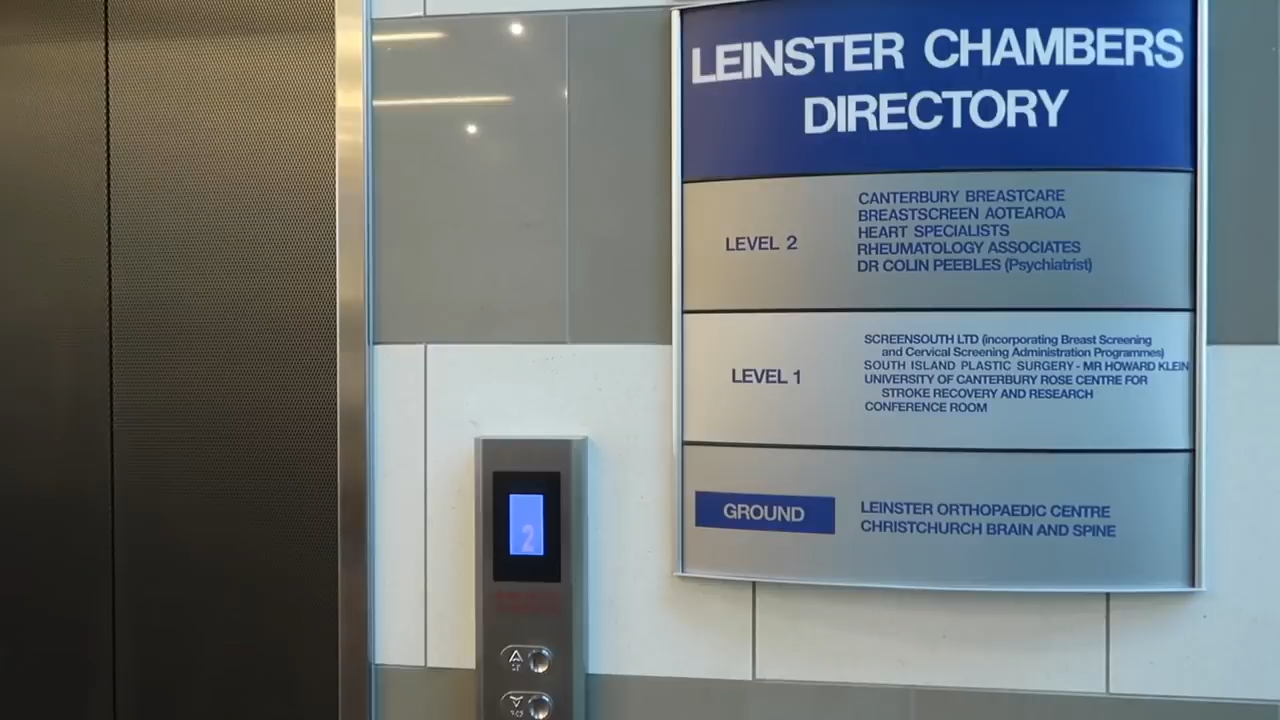 LEINSTER CHAMBERS
DIRECTORY
LEVEL 2
CANTERBURY BREASTCARE
BREASTSCREEN AOTEAROA
HEART SPECIALISTS
RHEUMATOLOGY ASSOCIATES
DR COLIN PEEBLES (Psychiatrist)
LEVEL 1
SCREENSOUTH LTD (incorporating Breast Screening
and Cervical Screening Administration Programmes)
SOUTH ISLAND PLASTIC SURGERY - MR HOWARD KLEIN
UNIVERSITY OF CANTERBURY ROSE CENTRE FOR
STROKE RECOVERY AND RESEARCH
CONFERENCE ROOM
GROUND
LEINSTER ORTHOPAEDIC CENTRE
CHRISTCHURCH BRAIN AND SPINE
2